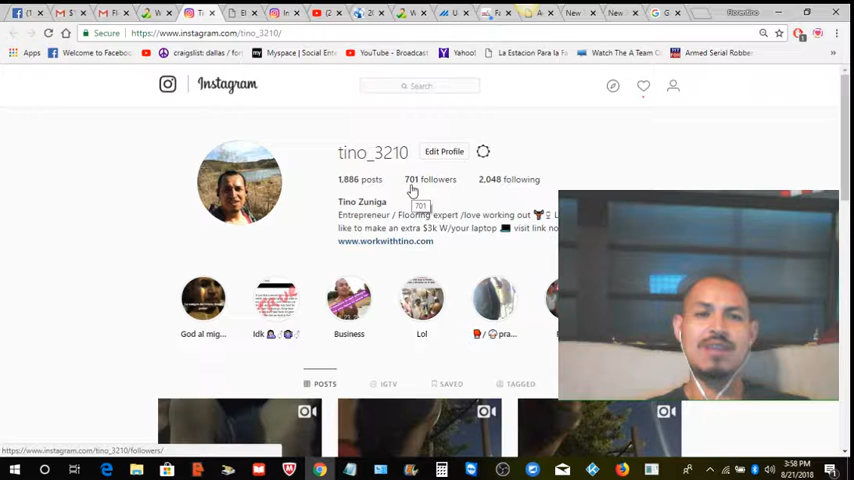 Florentino
Secure | https://www.instagram.com/tino_3210/
Apps Welcome to Facebook craigslist: dallas / for Myspace | Social Ente YouTube - Broadcast Yahoo! La Estacion Para la Fa Watch The A Team O Armed Serial Robber
Instagram
Search
tino_3210 Edit Profile
1,886 posts 701 followers 2,048 following
701
Tino Zuniga
Entrepreneur / Flooring expert /love working out
like to make an extra $3k W/your laptop 💻 visit link
www.workwithtino.com
God al mig... Idk Business Lol 🥊/ pra...
POSTS IGTV SAVED TAGGED
https://www.instagram.com/tino_3210/followers/
3:58 PM
8/21/2018